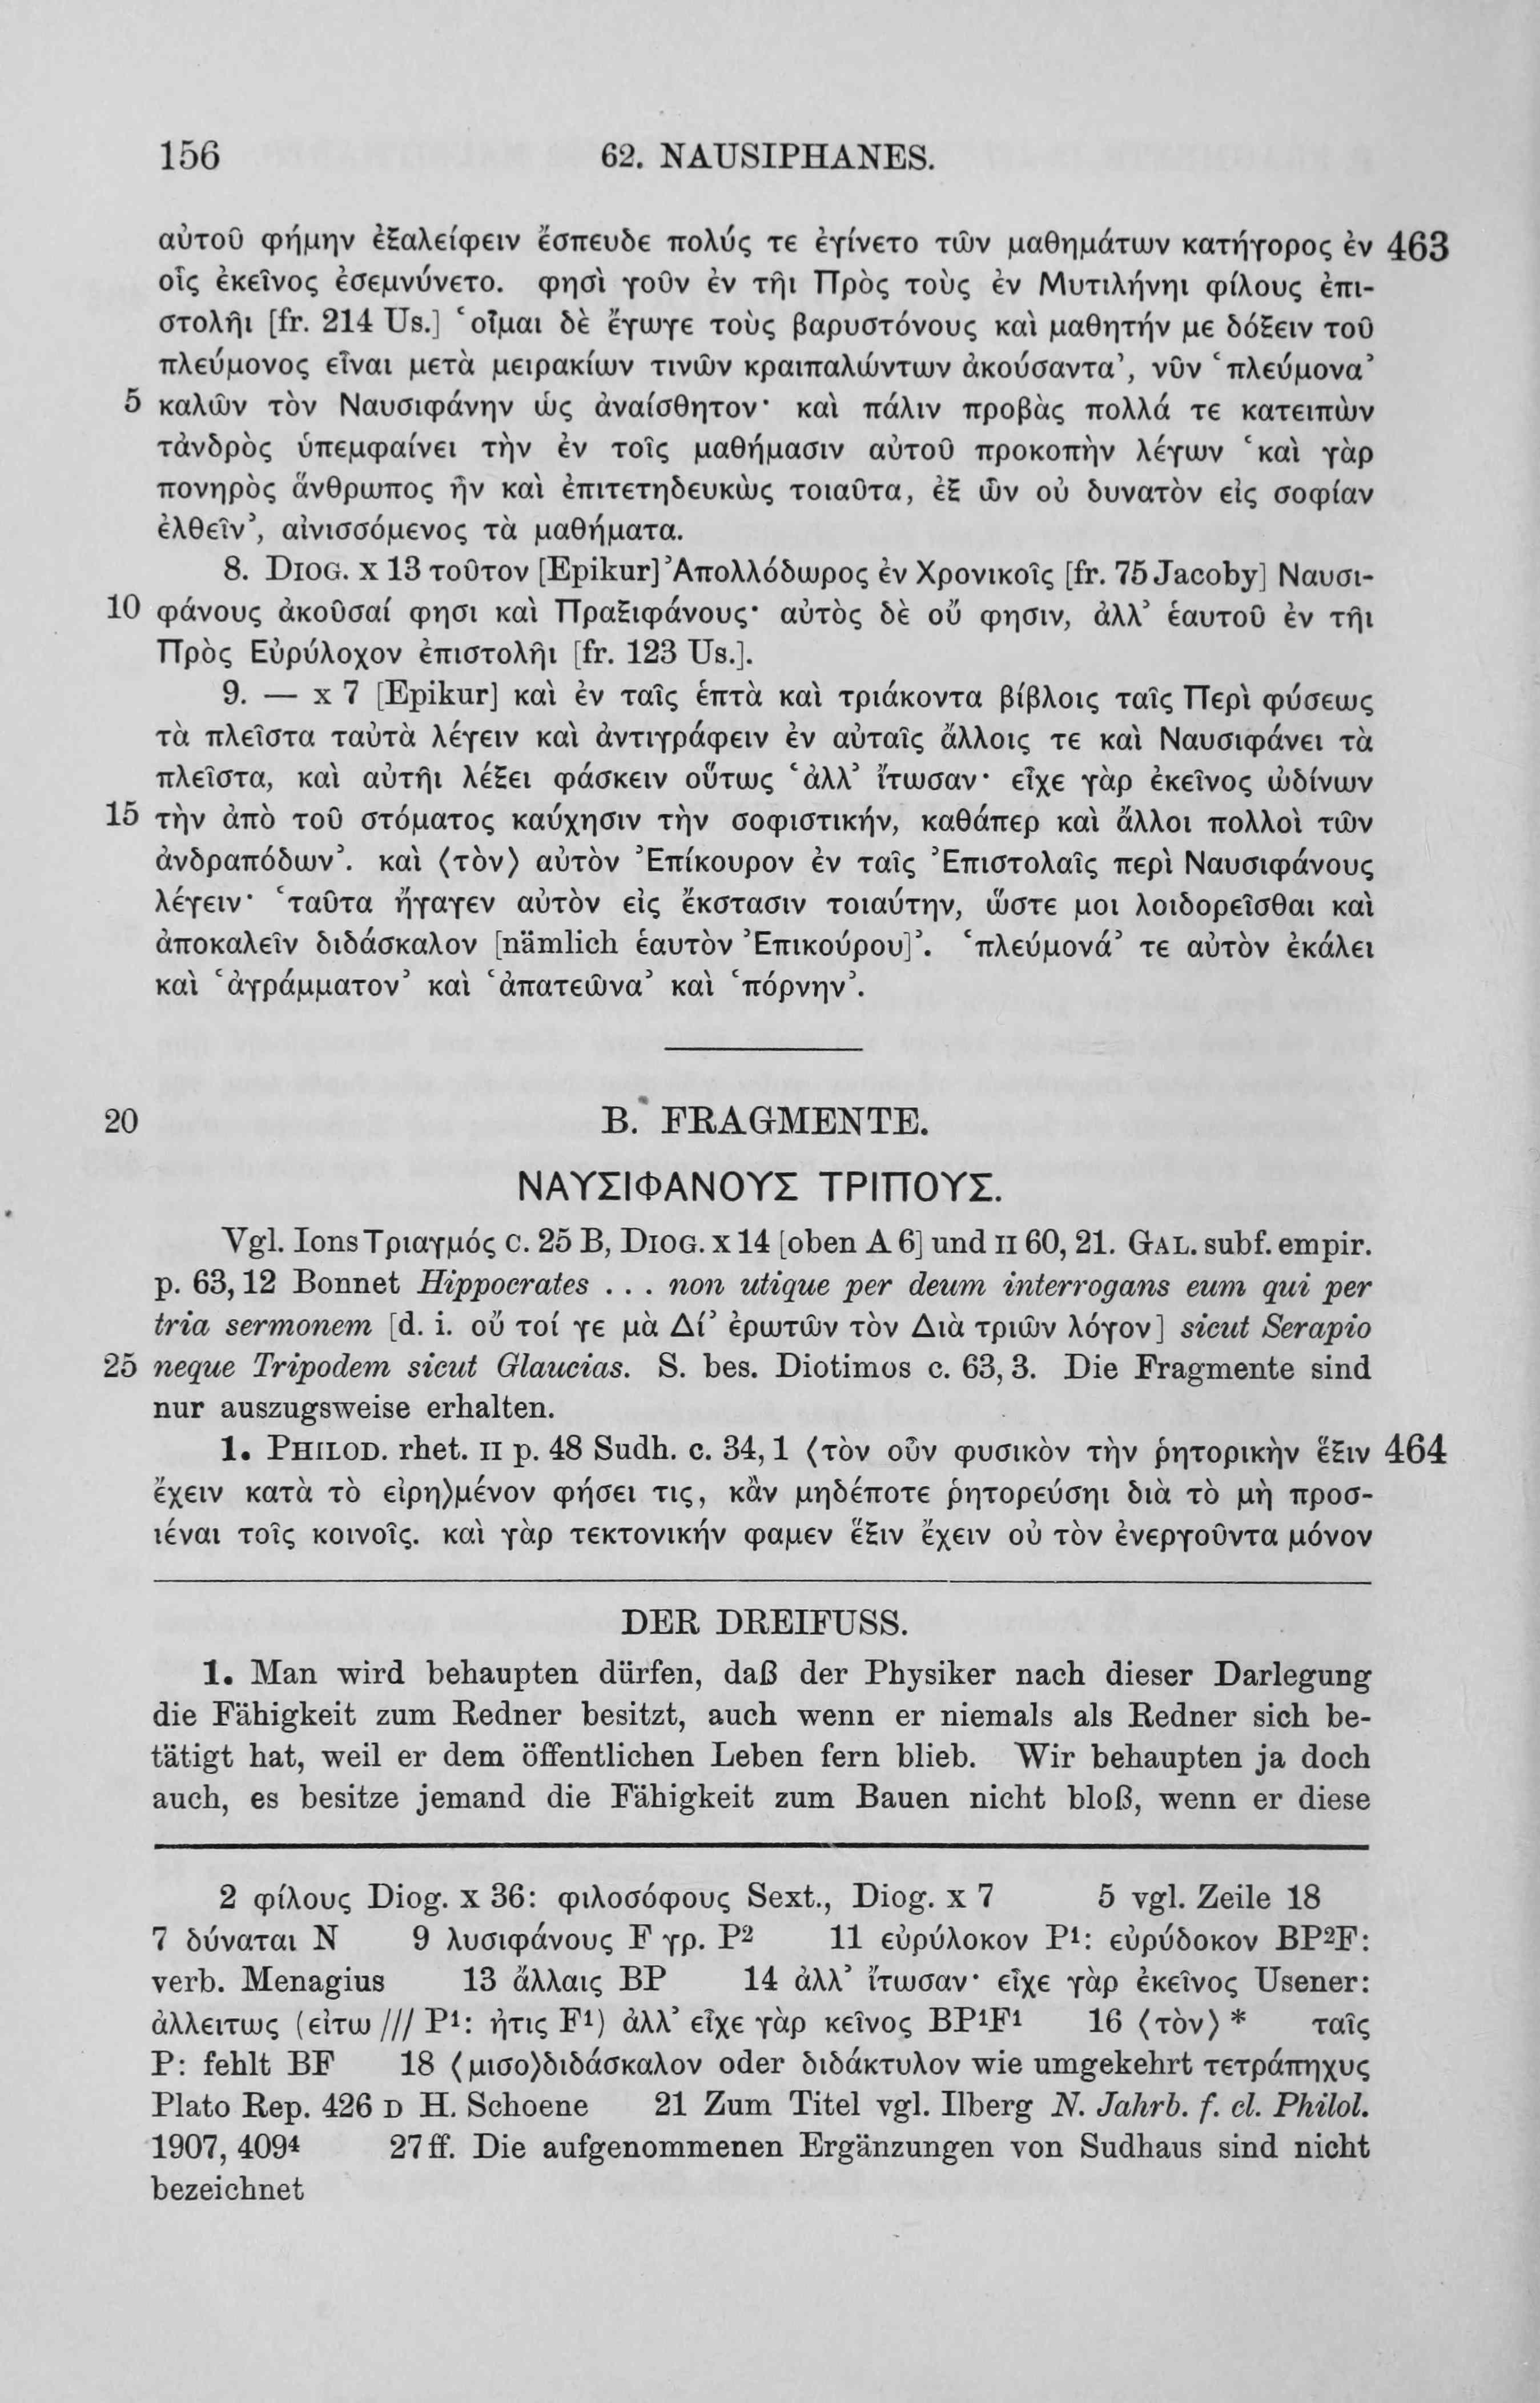 156 62. NAUSIPHANES.
αὐτοῦ φήμην ἐξαλείφειν ἔσπευδε πολύς τε ἐγίνετο τῶν μαθημάτων κατήγορος ἐν 463
οἷς ἐκεῖνος ἐσεμνύνετο. φησὶ γοῦν ἐν τῆι Πρὸς τοὺς ἐν Μυτιλήνηι φίλους ἐπι-
στολῆι [fr. 214 Us.] ‘οἶμαι δὲ ἔγωγε τοὺς βαρυστόνους καὶ μαθητήν με δόξειν τοῦ
πλεύμονος εἶναι μετὰ μειρακίων τινῶν κραιπαλώντων ἀκούσαντα’, νῦν ‘πλεύμονα’
5 καλῶν τὸν Ναυσιφάνην ὡς ἀναίσθητον· καὶ πάλιν προβὰς πολλά τε κατειπὼν
τἀνδρὸς ὑπεμφαίνει τὴν ἐν τοῖς μαθήμασιν αὐτοῦ προκοπὴν λέγων ‘καὶ γὰρ
πονηρὸς ἄνθρωπος ἦν καὶ ἐπιτετηδευκὼς τοιαῦτα, ἐξ ὧν οὐ δυνατὸν εἰς σοφίαν
ἐλθεῖν’, αἰνισσόμενος τὰ μαθήματα.
8. DIOG. X 13 τοῦτον [Epikur] Ἀπολλόδωρος ἐν Χρονικοῖς [fr. 75 Jacoby] Ναυσι-
10 φάνους ἀκοῦσαί φησι καὶ Πραξιφάνους· αὐτὸς δὲ οὔ φησιν, ἀλλ’ ἑαυτοῦ ἐν τῆι
Πρὸς Εὐρύλοχον ἐπιστολῆι [fr. 123 Us.].
9. — X 7 [Epikur] καὶ ἐν ταῖς ἑπτὰ καὶ τριάκοντα βίβλοις ταῖς Περὶ φύσεως
τὰ πλεῖστα ταὐτὰ λέγειν καὶ ἀντιγράφειν ἐν αὐταῖς ἄλλοις τε καὶ Ναυσιφάνει τὰ
πλεῖστα, καὶ αὐτῆι λέξει φάσκειν οὕτως ‘ἀλλ’ ἴτωσαν· εἶχε γὰρ ἐκεῖνος ὠδίνων
15 τὴν ἀπὸ τοῦ στόματος καύχησιν τὴν σοφιστικήν, καθάπερ καὶ ἄλλοι πολλοὶ τῶν
ἀνδραπόδων’. καὶ ⟨τὸν⟩ αὐτὸν Ἐπίκουρον ἐν ταῖς Ἐπιστολαῖς περὶ Ναυσιφάνους
λέγειν· ‘ταῦτα ἤγαγεν αὐτὸν εἰς ἔκστασιν τοιαύτην, ὥστε μοι λοιδορεῖσθαι καὶ
ἀποκαλεῖν διδάσκαλον [nämlich ἑαυτὸν Ἐπικούρου]’. ‘πλεύμονά’ τε αὐτὸν ἐκάλει
καὶ ‘ἀγράμματον’ καὶ ‘ἀπατεῶνα’ καὶ ‘πόρνην’.
20 B. FRAGMENTE.
ΝΑΥΣΙΦΑΝΟΥΣ ΤΡΙΠΟΥΣ.
Vgl. Ions Τριαγμός c. 25 B, DIOG. X 14 [oben A 6] und II 60, 21. GAL. subf. empir.
p. 63, 12 Bonnet Hippocrates . . . non utique per deum interrogans eum qui per
tria sermonem [d. i. οὔ τοί γε μὰ Δί’ ἐρωτῶν τὸν Διὰ τριῶν λόγον] sicut Serapio
25 neque Tripodem sicut Glaucias. S. bes. Diotimos c. 63, 3. Die Fragmente sind
nur auszugsweise erhalten.
1. PHILOD. rhet. II p. 48 Sudh. c. 34, 1 ⟨τὸν οὖν φυσικὸν τὴν ῥητορικὴν ἕξιν 464
ἔχειν κατὰ τὸ εἰρη⟩μένον φήσει τις, κἂν μηδέποτε ῥητορεύσηι διὰ τὸ μὴ προσ-
ιέναι τοῖς κοινοῖς. καὶ γὰρ τεκτονικήν φαμεν ἕξιν ἔχειν οὐ τὸν ἐνεργοῦντα μόνον
DER DREIFUSS.
1. Man wird behaupten dürfen, daß der Physiker nach dieser Darlegung
die Fähigkeit zum Redner besitzt, auch wenn er niemals als Redner sich be-
tätigt hat, weil er dem öffentlichen Leben fern blieb. Wir behaupten ja doch
auch, es besitze jemand die Fähigkeit zum Bauen nicht bloß, wenn er diese
2 φίλους Diog. X 36: φιλοσόφους Sext., Diog. X 7 5 vgl. Zeile 18
7 δύναται N 9 λυσιφάνους F γρ. P² 11 εὐρύλοκον P¹: εὐρύδοκον BP²F:
verb. Menagius 13 ἄλλαις BP 14 ἀλλ’ ἴτωσαν· εἶχε γὰρ ἐκεῖνος Usener:
ἀλλειτως (εἰτω /// P¹: ἠτις F¹) ἀλλ’ εἶχε γὰρ κεῖνος BP¹F¹ 16 ⟨τὸν⟩ * ταῖς
P: fehlt BF 18 ⟨μισο⟩διδάσκαλον oder διδάκτυλον wie umgekehrt τετράπηχυς
Plato Rep. 426 D H. Schoene 21 Zum Titel vgl. Ilberg N. Jahrb. f. cl. Philol.
1907, 409⁴ 27 ff. Die aufgenommenen Ergänzungen von Sudhaus sind nicht
bezeichnet